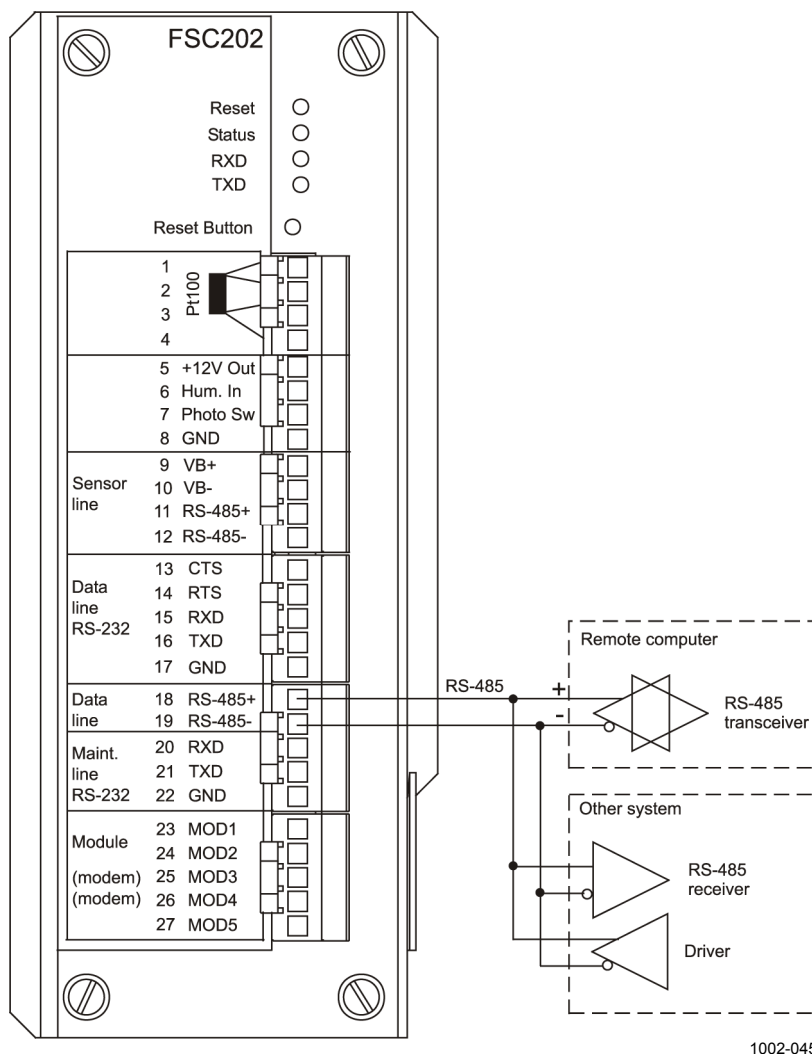 FSC202
Reset
Status
RXD
TXD
Reset Button
1
2
3
4
Pt100
5 +12V Out
6 Hum. In
7 Photo Sw
8 GND
Sensor
line
9 VB+
10 VB-
11 RS-485+
12 RS-485-
Data
line
RS-232
13 CTS
14 RTS
15 RXD
16 TXD
17 GND
Data
line
18 RS-485+
19 RS-485-
Maint.
line
RS-232
20 RXD
21 TXD
22 GND
Module
(modem)
(modem)
23 MOD1
24 MOD2
25 MOD3
26 MOD4
27 MOD5
RS-485
+
-
Remote computer
RS-485
transceiver
Other system
RS-485
receiver
Driver
1002-045